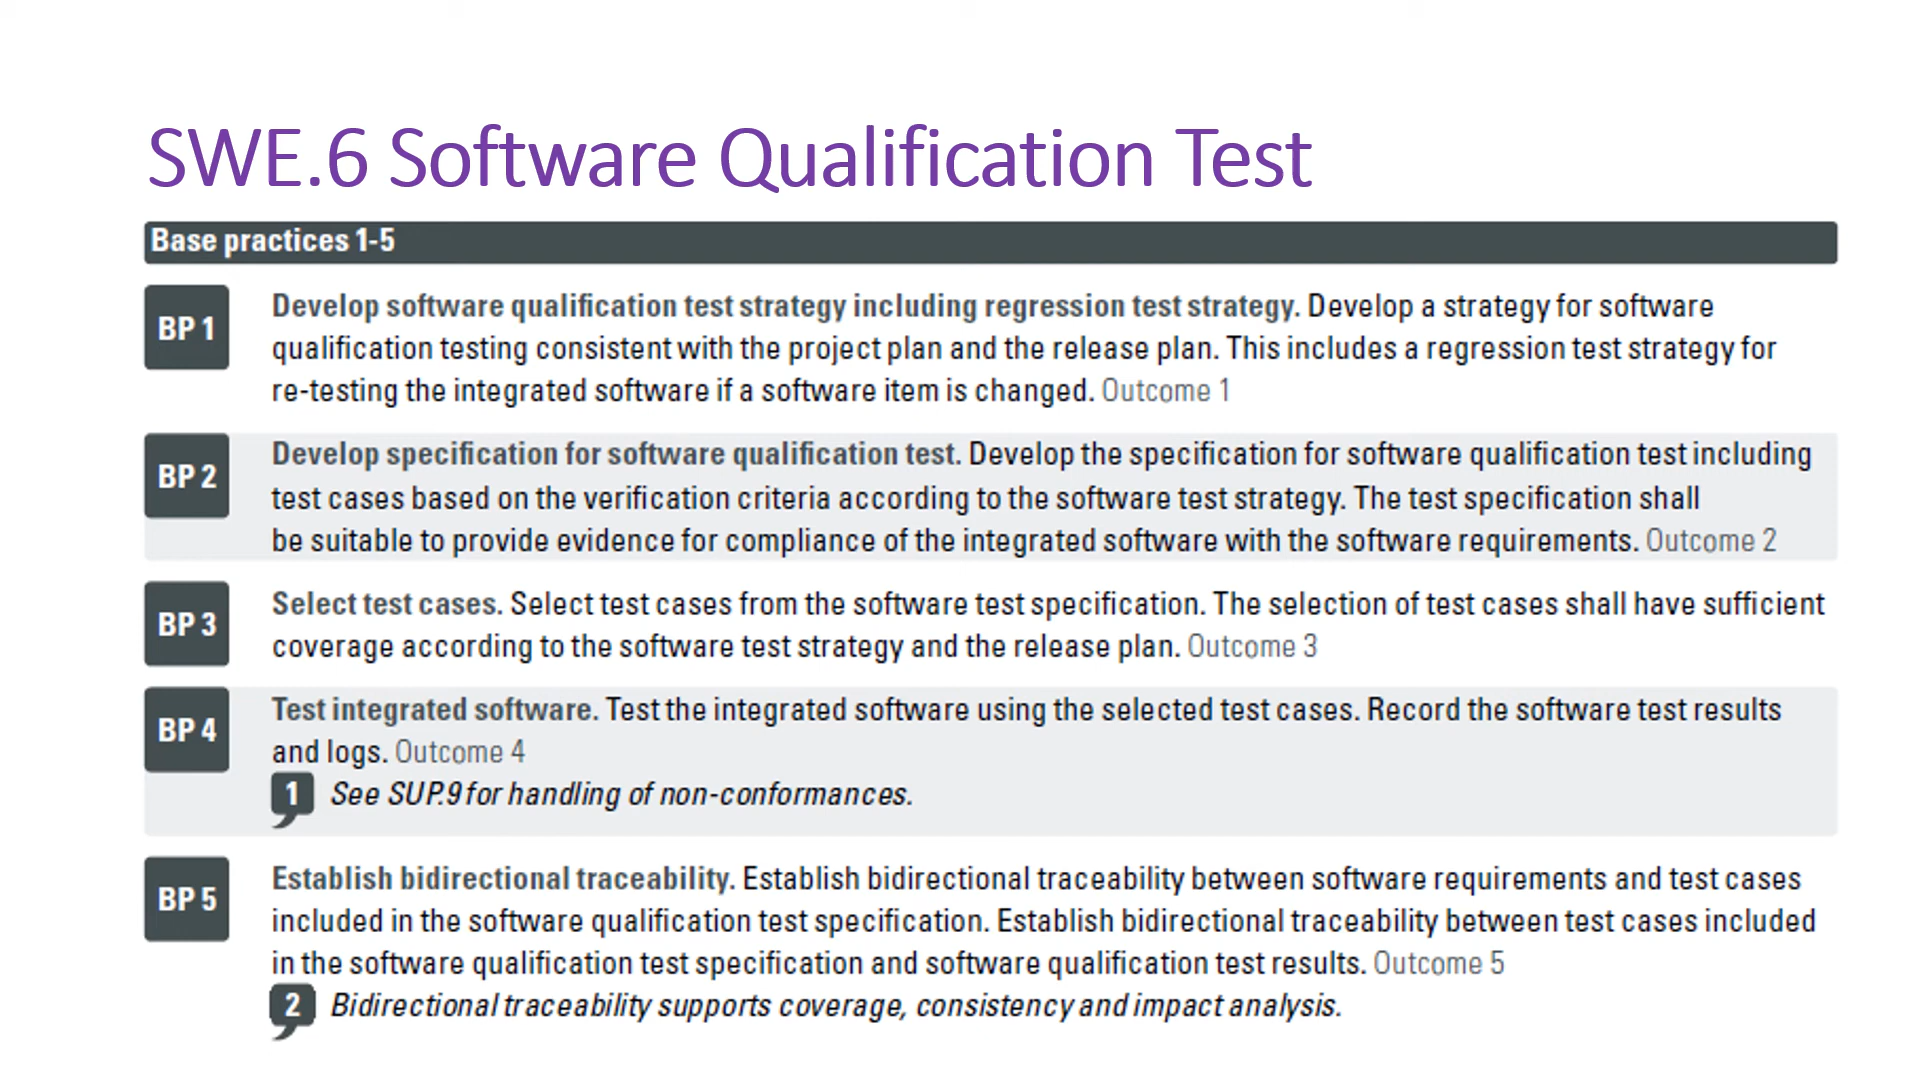 SWE.6 Software Qualification Test
Base practices 1-5
BP 1
Develop software qualification test strategy including regression test strategy. Develop a strategy for software
qualification testing consistent with the project plan and the release plan. This includes a regression test strategy for
re-testing the integrated software if a software item is changed. Outcome 1
BP 2
Develop specification for software qualification test. Develop the specification for software qualification test including
test cases based on the verification criteria according to the software test strategy. The test specification shall
be suitable to provide evidence for compliance of the integrated software with the software requirements. Outcome 2
BP 3
Select test cases. Select test cases from the software test specification. The selection of test cases shall have sufficient
coverage according to the software test strategy and the release plan. Outcome 3
BP 4
Test integrated software. Test the integrated software using the selected test cases. Record the software test results
and logs. Outcome 4
1 See SUP.9 for handling of non-conformances.
BP 5
Establish bidirectional traceability. Establish bidirectional traceability between software requirements and test cases
included in the software qualification test specification. Establish bidirectional traceability between test cases included
in the software qualification test specification and software qualification test results. Outcome 5
2 Bidirectional traceability supports coverage, consistency and impact analysis.